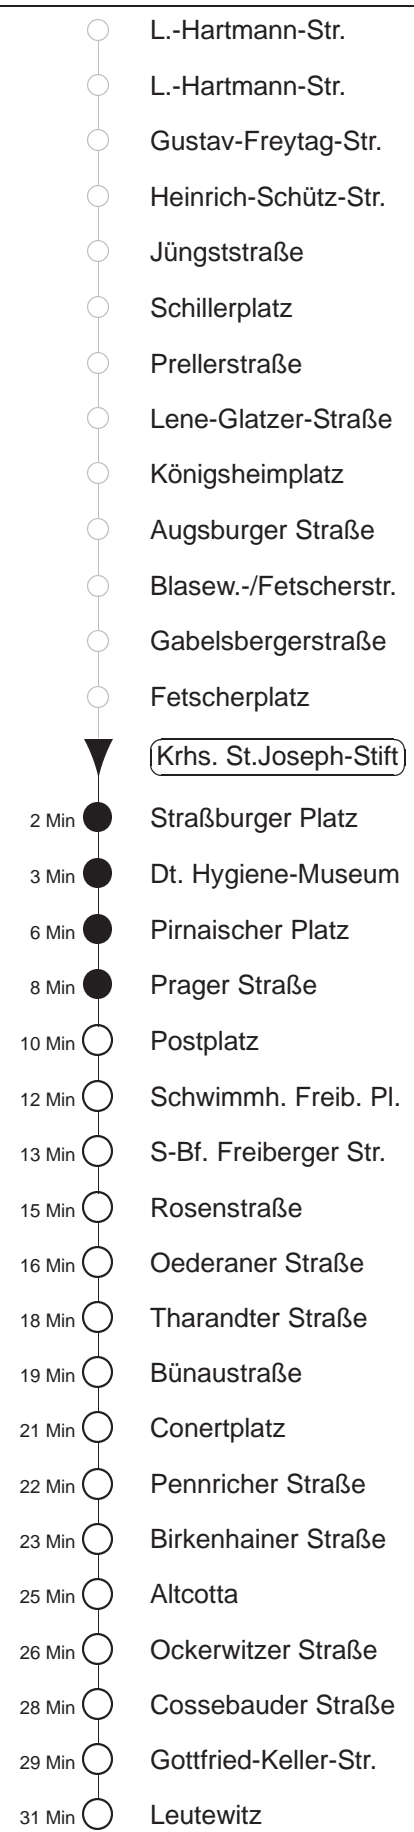 L.-Hartmann-Str.
L.-Hartmann-Str.
Gustav-Freytag-Str.
Heinrich-Schütz-Str.
Jüngststraße
Schillerplatz
Prellerstraße
Lene-Glatzer-Straße
Königsheimplatz
Augsburger Straße
Blasew.-/Fetscherstr.
Gabelsbergerstraße
Fetscherplatz
Krhs. St.Joseph-Stift
2 Min Straßburger Platz
3 Min Dt. Hygiene-Museum
6 Min Pirnaischer Platz
8 Min Prager Straße
10 Min Postplatz
12 Min Schwimmh. Freib. Pl.
13 Min S-Bf. Freiberger Str.
15 Min Rosenstraße
16 Min Oederaner Straße
18 Min Tharandter Straße
19 Min Bünaustraße
21 Min Conertplatz
22 Min Pennricher Straße
23 Min Birkenhainer Straße
25 Min Altcotta
26 Min Ockerwitzer Straße
28 Min Cossebauder Straße
29 Min Gottfried-Keller-Str.
31 Min Leutewitz